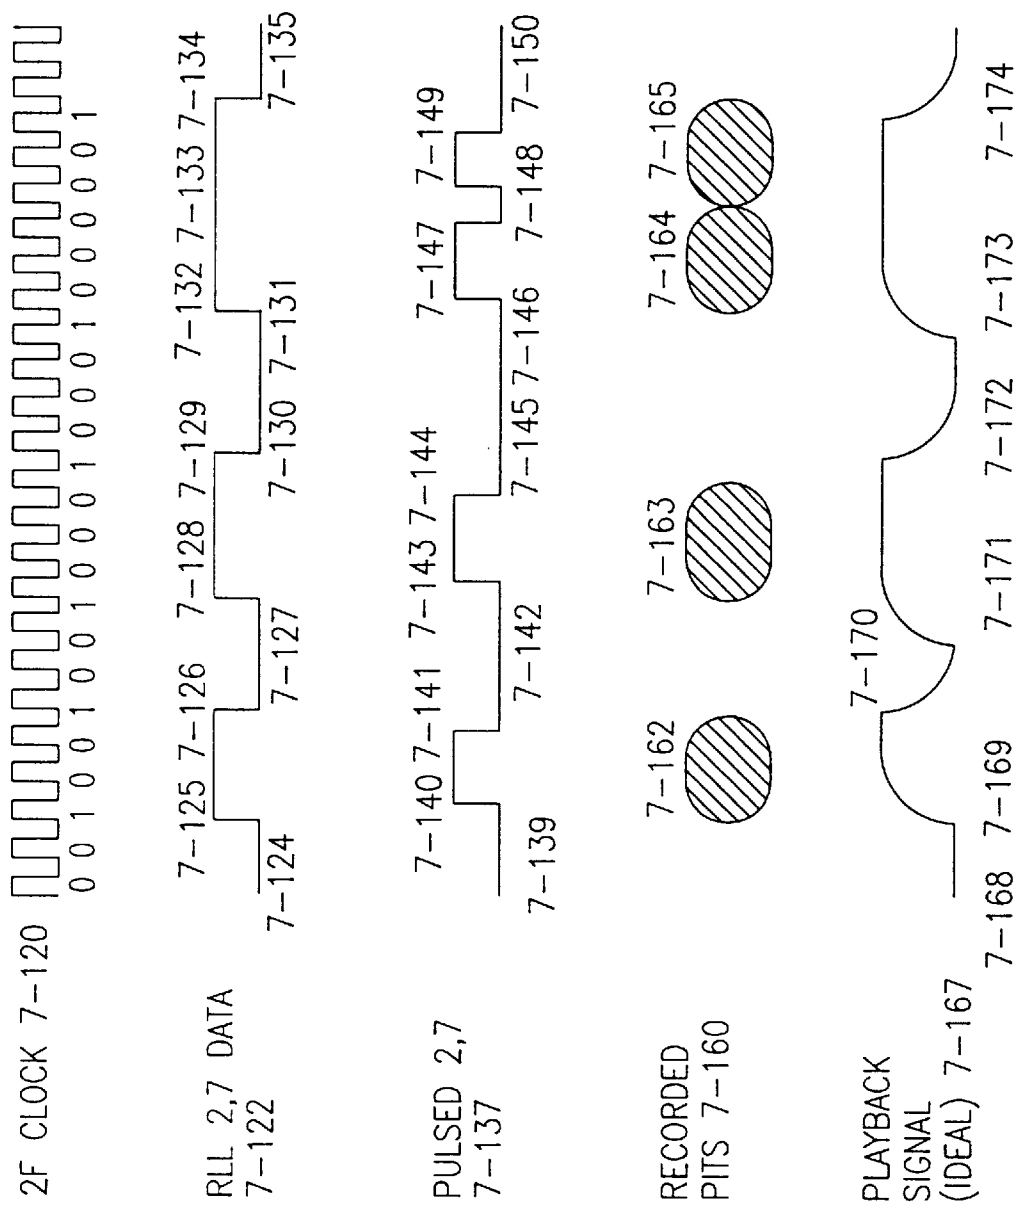 2F CLOCK 7-120
0 0 1 0 0 1 0 0 1 0 0 0 1 0 0 0 1 0 0 0 0 0 1
RLL 2,7 DATA
7-122
7-125 7-126 7-128 7-129 7-132 7-133 7-134
7-124 7-127 7-130 7-131 7-135
PULSED 2,7
7-137
7-140 7-141 7-143 7-144 7-147 7-149
7-139 7-142 7-145 7-146 7-148 7-150
RECORDED
PITS 7-160
7-162 7-163 7-164 7-165
PLAYBACK
SIGNAL
(IDEAL) 7-167
7-170
7-168 7-169 7-171 7-172 7-173 7-174